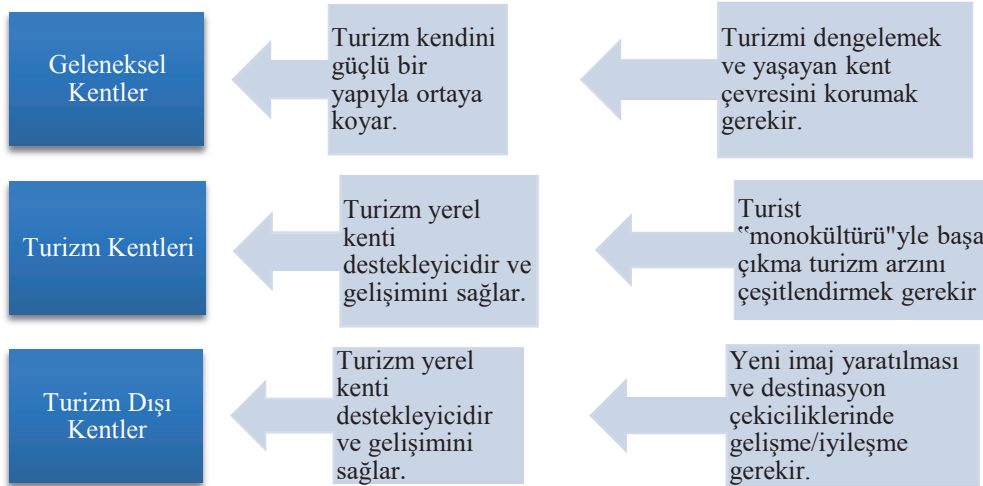 Geleneksel
Kentler
Turizm kendini
güçlü bir
yapıyla ortaya
koyar.
Turizmi dengelemek
ve yaşayan kent
çevresini korumak
gerekir.
Turizm Kentleri
Turizm yerel
kenti
destekleyicidir ve
gelişimini sağlar.
Turist
"monokültürü"yle başa
çıkma turizm arzını
çeşitlendirmek gerekir
Turizm Dışı
Kentler
Turizm yerel
kenti
destekleyicidir
ve gelişimini
sağlar.
Yeni imaj yaratılması
ve destinasyon
çekiciliklerinde
gelişme/iyileşme
gerekir.